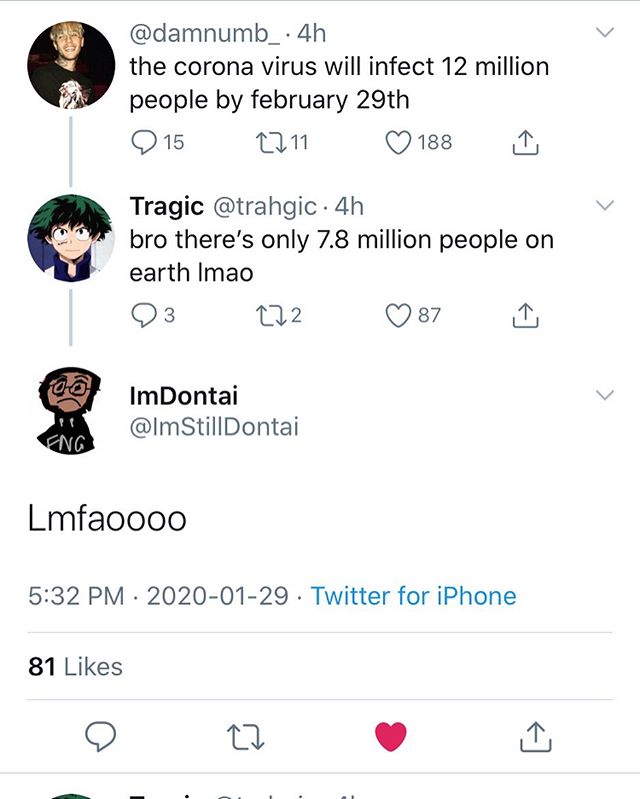 @damnumb_ · 4h
the corona virus will infect 12 million
people by february 29th
15 11 188
Tragic @trahgic · 4h
bro there's only 7.8 million people on
earth lmao
3 2 87
FNG
ImDontai
@ImStillDontai
Lmfaoooo
5:32 PM · 2020-01-29 · Twitter for iPhone
81 Likes